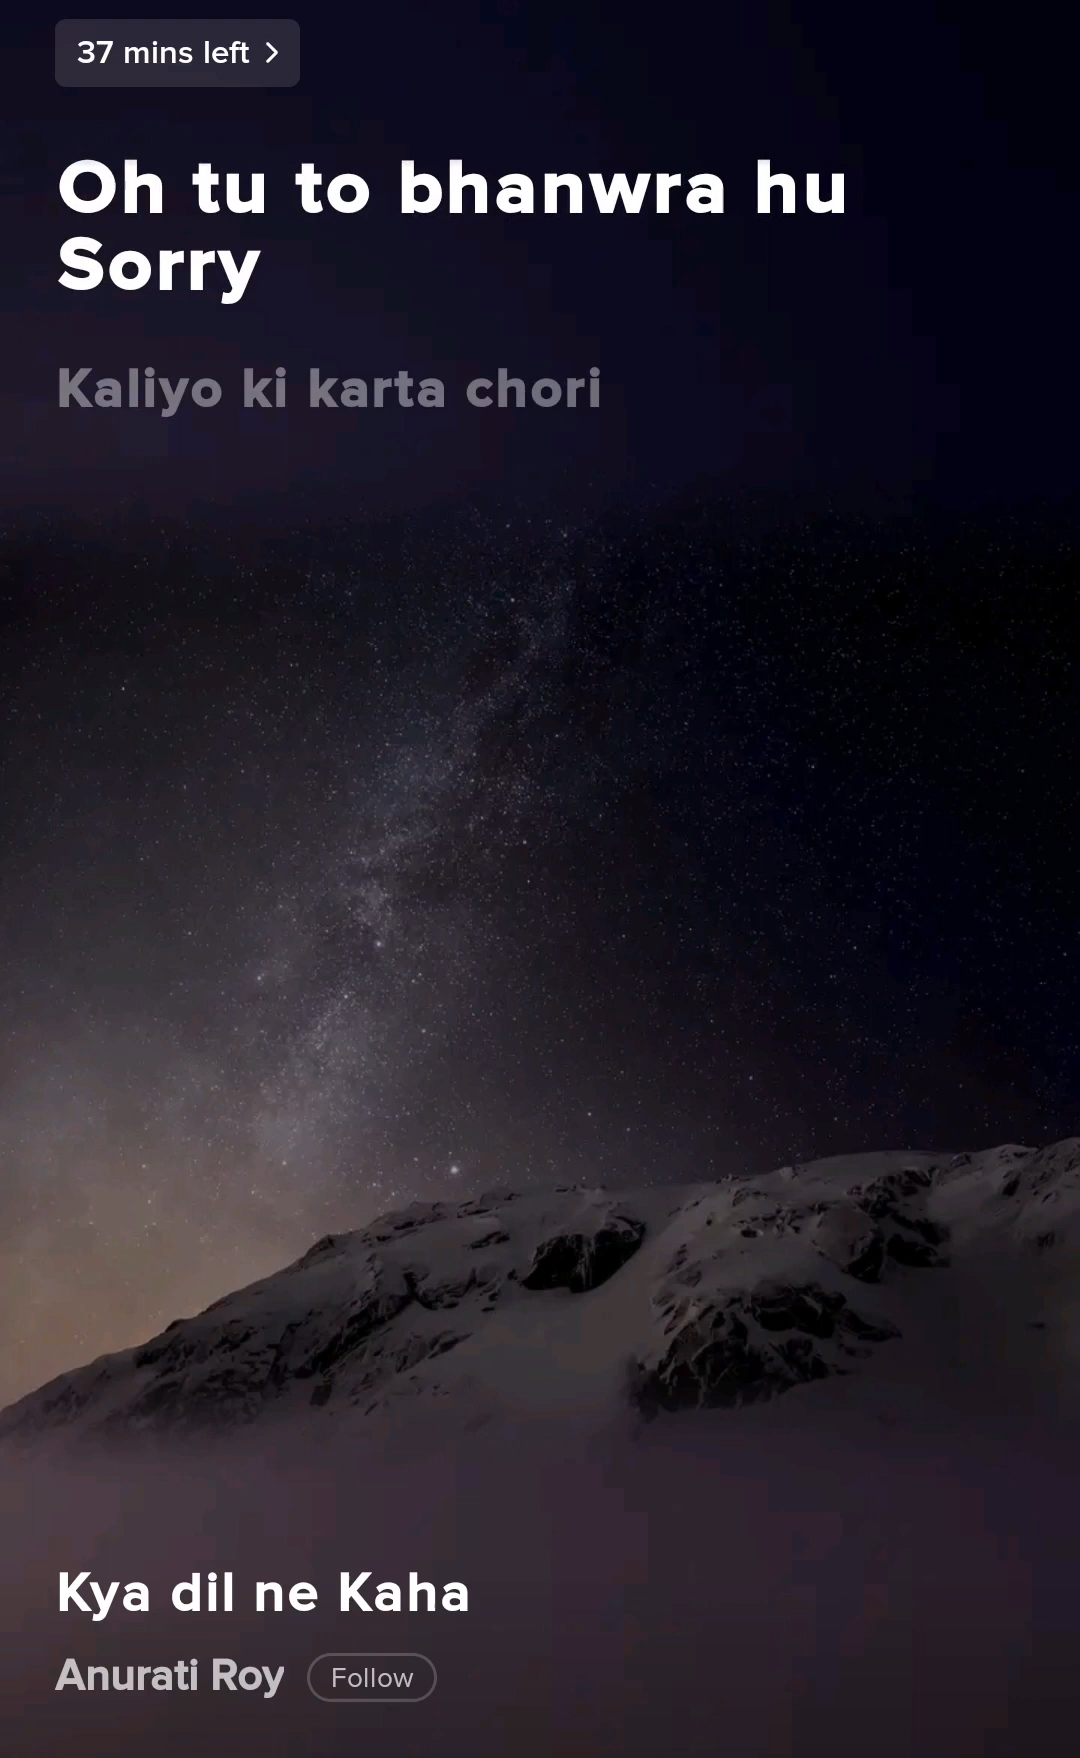 37 mins left
Oh tu to bhanwra hu
Sorry
Kaliyo ki karta chori
Kya dil ne Kaha
Anurati Roy
Follow